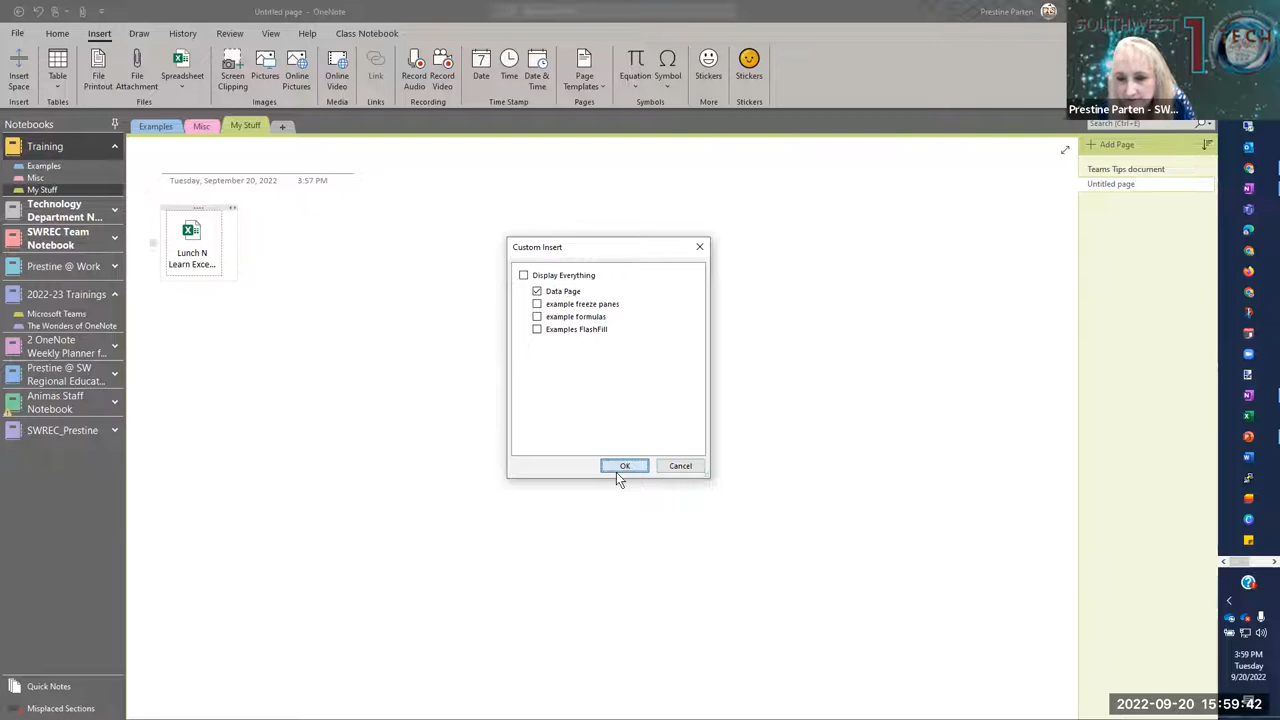 Untitled page - OneNote
Prestine Parten
File
Home
Insert
Draw
History
Review
View
Help
Class Notebook
Insert
Space
Table
File
Printout
File
Attachment
Spreadsheet
Screen
Clipping
Pictures
Online
Pictures
Online
Video
Link
Record
Audio
Record
Video
Date
Time
Date &
Time
Page
Templates
Equation
Symbol
Stickers
Stickers
Insert
Tables
Files
Images
Media
Links
Recording
Time Stamp
Pages
Symbols
More
Stickers
SOUTHWEST
1
TECH
Prestine Parten - SW...
Notebooks
Examples
Misc
My Stuff
Search (Ctrl+E)
Training
Examples
Misc
My Stuff
Technology
Department N...
SWREC Team
Notebook
Prestine @ Work
2022-23 Trainings
Microsoft Teams
The Wonders of OneNote
2 OneNote
Weekly Planner f...
Prestine @ SW
Regional Educat...
Animas Staff
Notebook
SWREC_Prestine
Quick Notes
Misplaced Sections
Tuesday, September 20, 2022 3:57 PM
Lunch N
Learn Exce...
Custom Insert
Display Everything
Data Page
example freeze panes
example formulas
Examples FlashFill
OK
Cancel
Add Page
Teams Tips document
Untitled page
3:59 PM
Tuesday
9/20/2022
2022-09-20 15:59:42